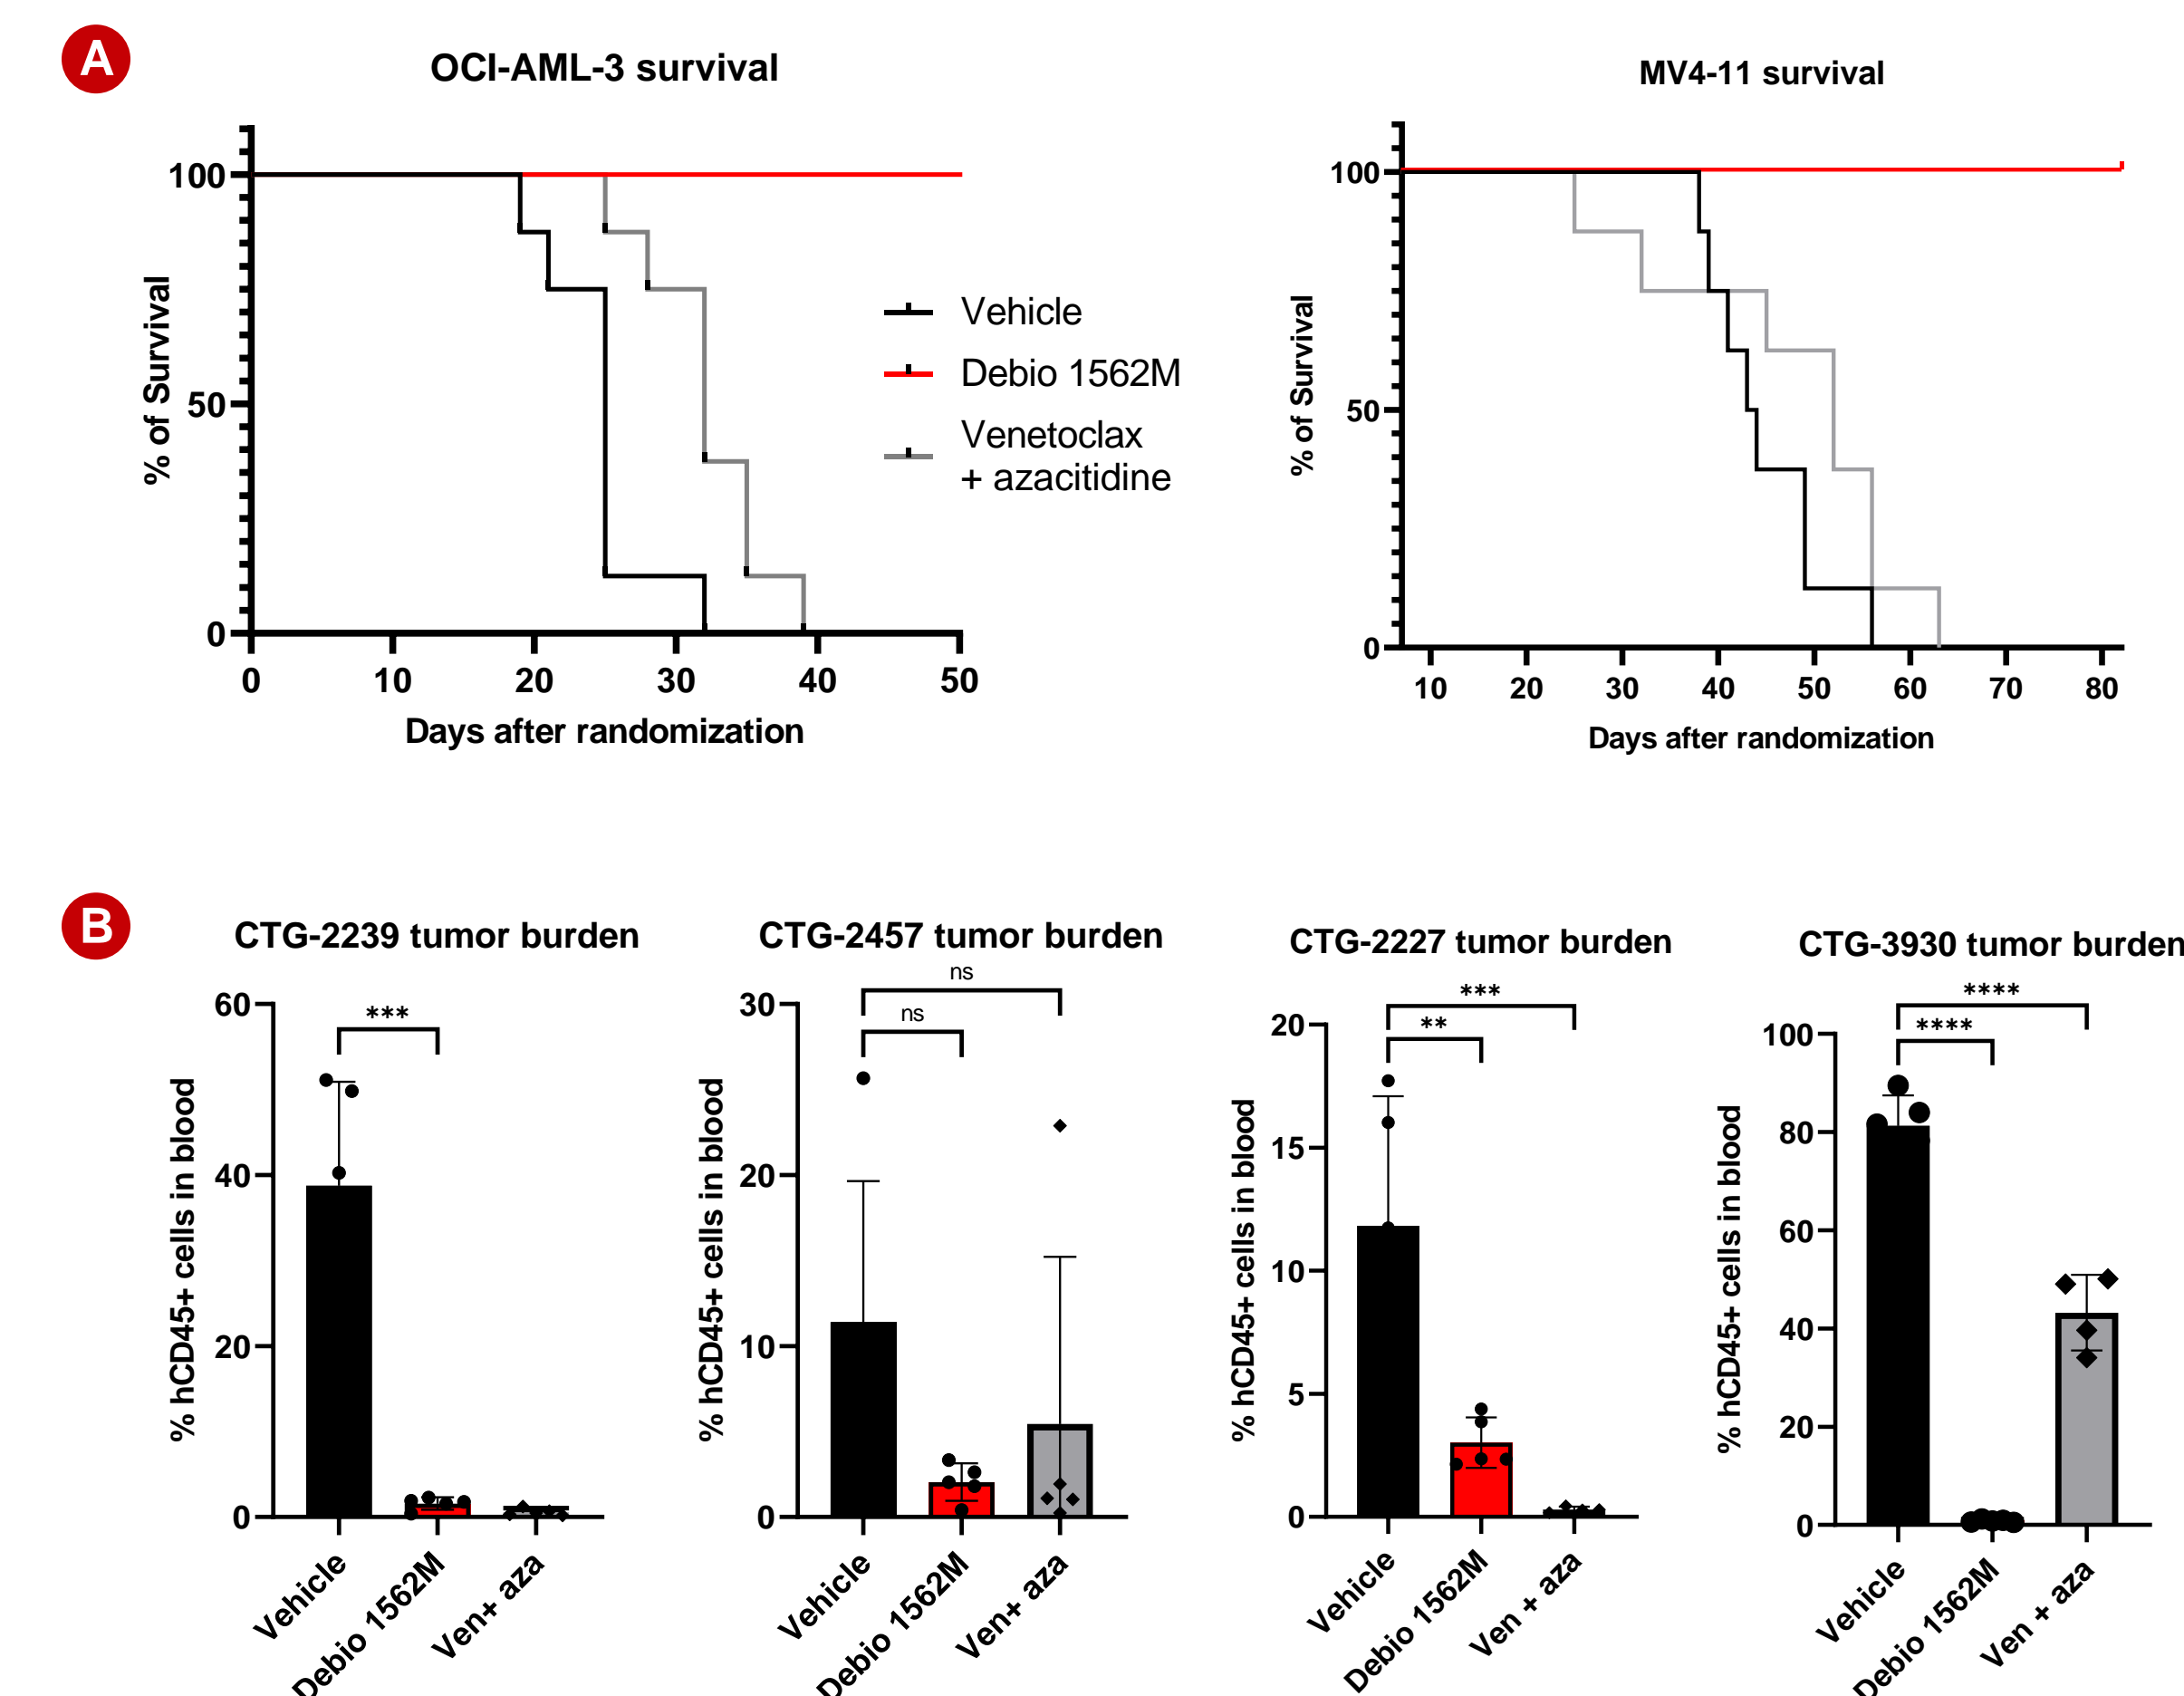 A
OCI-AML-3 survival
% of Survival
100
50
0
0 10 20 30 40 50
Days after randomization
Vehicle
Debio 1562M
Venetoclax
+ azacitidine
MV4-11 survival
% of Survival
100
50
0
10 20 30 40 50 60 70 80
Days after randomization
B
CTG-2239 tumor burden
% hCD45+ cells in blood
60
40
20
0
***
Vehicle
Debio 1562M
Ven+ aza
CTG-2457 tumor burden
% hCD45+ cells in blood
30
20
10
0
ns
ns
Vehicle
Debio 1562M
Ven+ aza
CTG-2227 tumor burden
% hCD45+ cells in blood
20
15
10
5
0
***
**
Vehicle
Debio 1562M
Ven + aza
CTG-3930 tumor burden
% hCD45+ cells in blood
100
80
60
40
20
0
****
****
Vehicle
Debio 1562M
Ven + aza